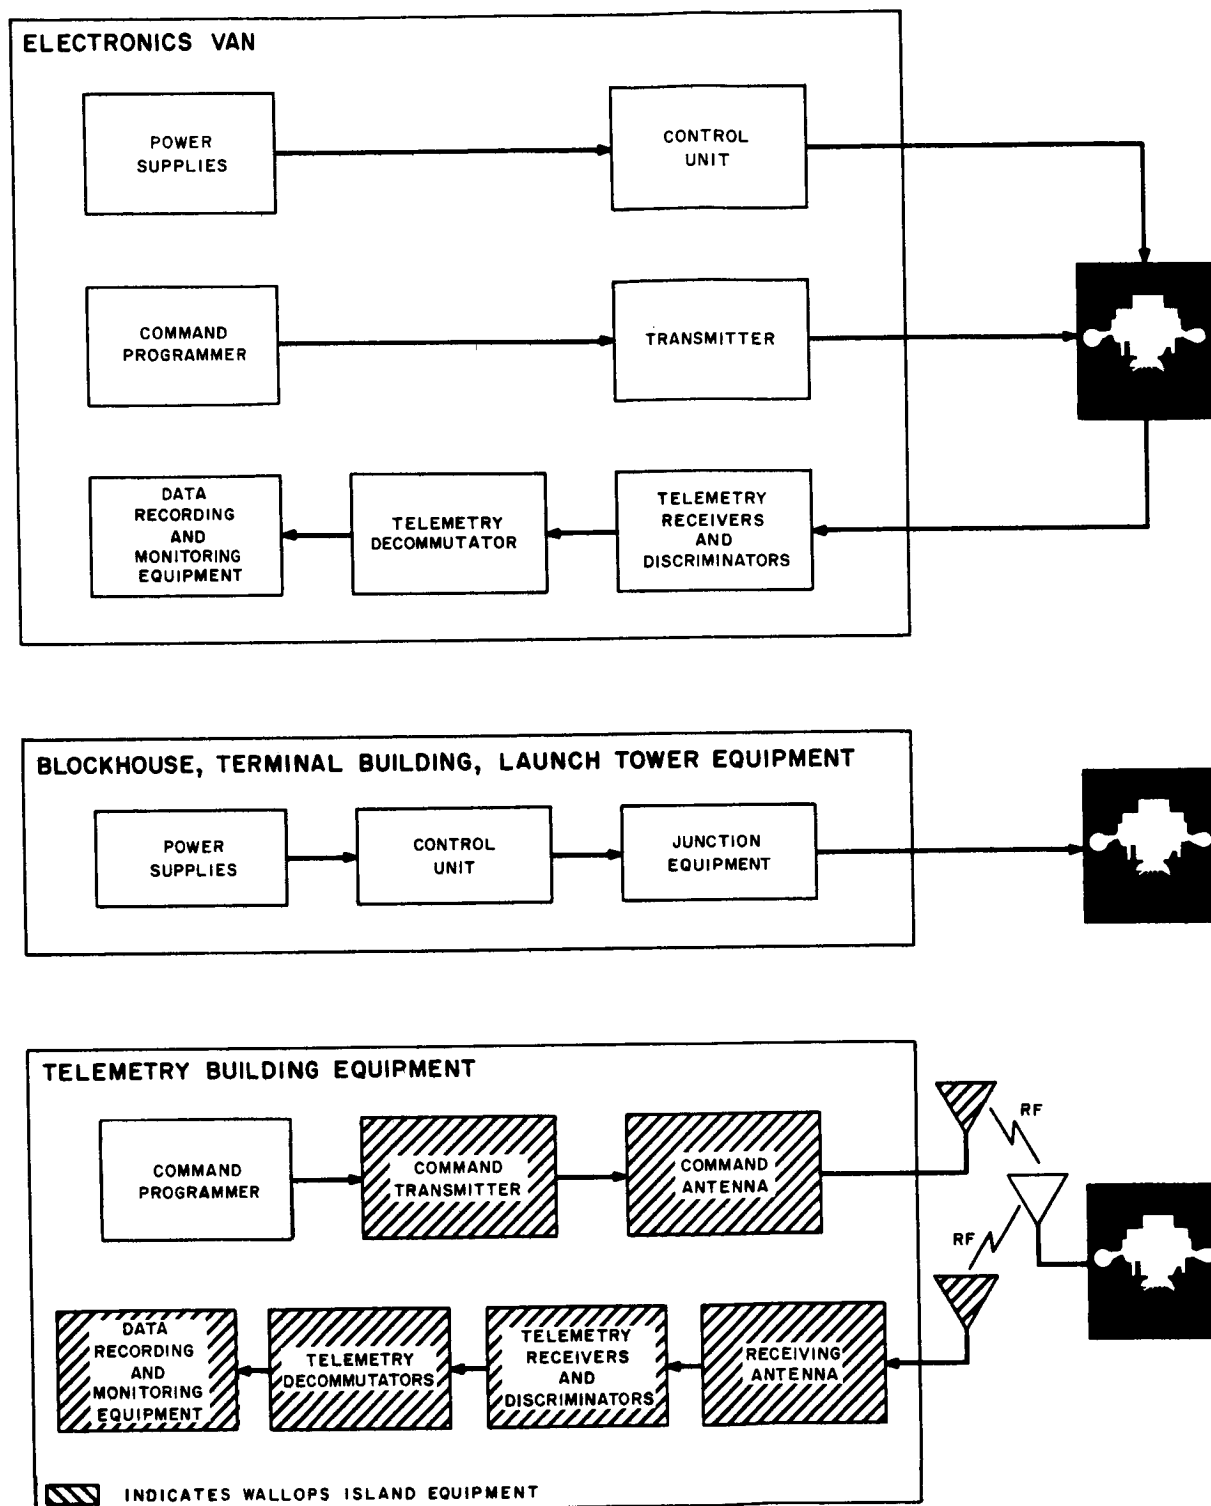 ELECTRONICS VAN
POWER
SUPPLIES
CONTROL
UNIT
COMMAND
PROGRAMMER
TRANSMITTER
DATA
RECORDING
AND
MONITORING
EQUIPMENT
TELEMETRY
DECOMMUTATOR
TELEMETRY
RECEIVERS
AND
DISCRIMINATORS
BLOCKHOUSE, TERMINAL BUILDING, LAUNCH TOWER EQUIPMENT
POWER
SUPPLIES
CONTROL
UNIT
JUNCTION
EQUIPMENT
TELEMETRY BUILDING EQUIPMENT
COMMAND
PROGRAMMER
COMMAND
TRANSMITTER
COMMAND
ANTENNA
RF
RF
DATA
RECORDING
AND
MONITORING
EQUIPMENT
TELEMETRY
DECOMMUTATORS
TELEMETRY
RECEIVERS
AND
DISCRIMINATORS
RECEIVING
ANTENNA
INDICATES WALLOPS ISLAND EQUIPMENT